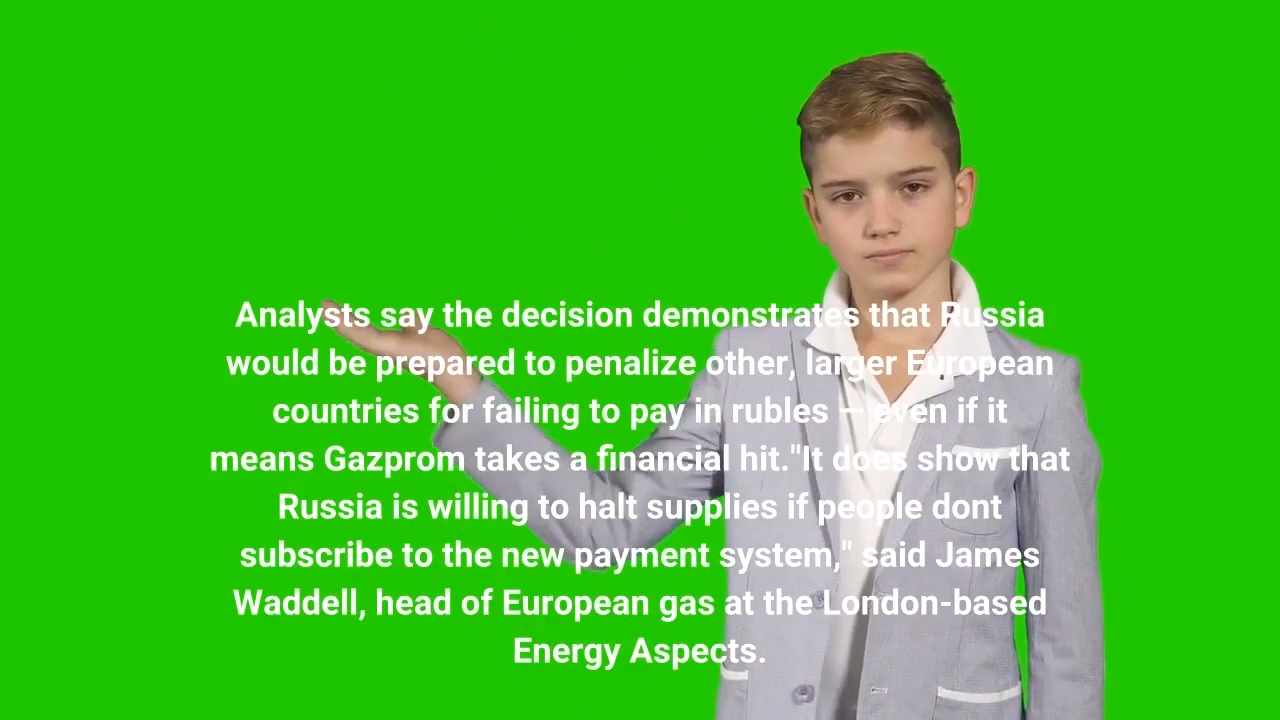 Analysts say the decision demonstrates that Russia
would be prepared to penalize other, larger European
countries for failing to pay in rubles — even if it
means Gazprom takes a financial hit."It does show that
Russia is willing to halt supplies if people dont
subscribe to the new payment system," said James
Waddell, head of European gas at the London-based
Energy Aspects.